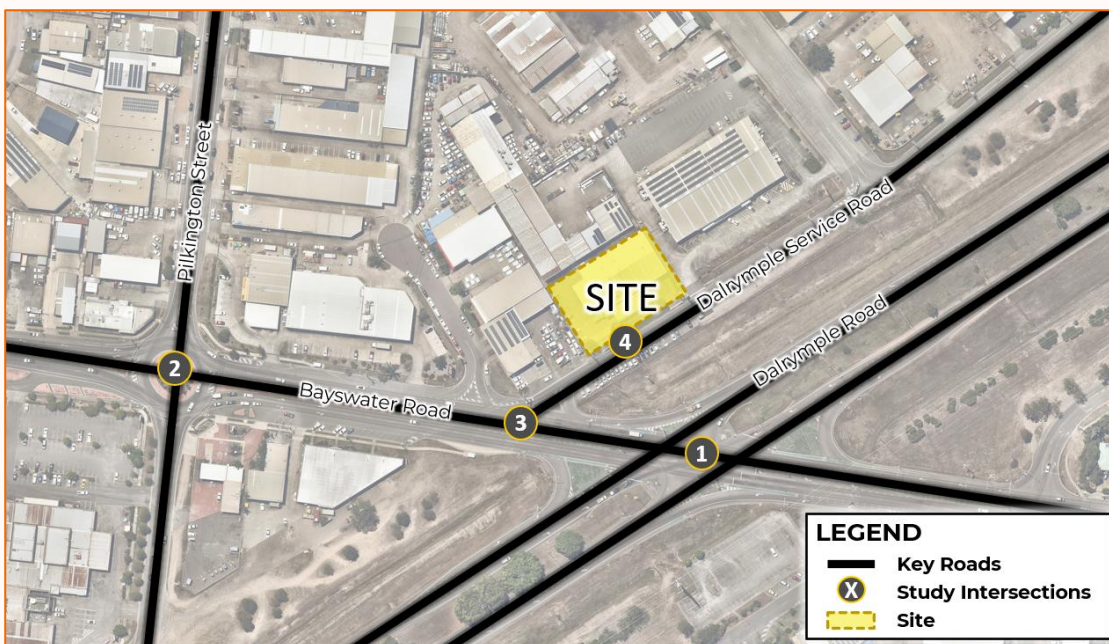 Pilkington Street
SITE
Dalrymple Service Road
4
Dalrymple Road
2
Bayswater Road
3
1
LEGEND
Key Roads
X
Study Intersections
Site